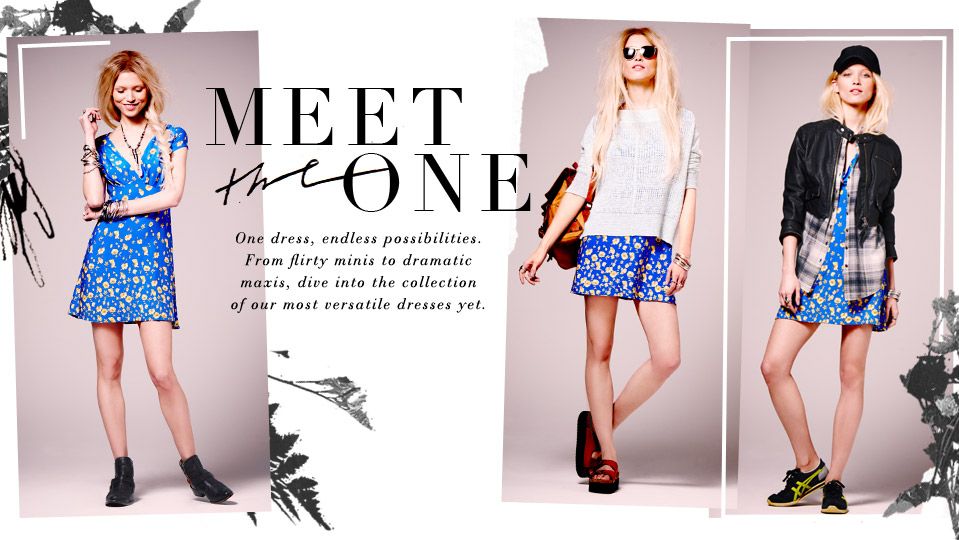 MEET
the ONE
One dress, endless possibilities.
From flirty minis to dramatic
maxis, dive into the collection
of our most versatile dresses yet.